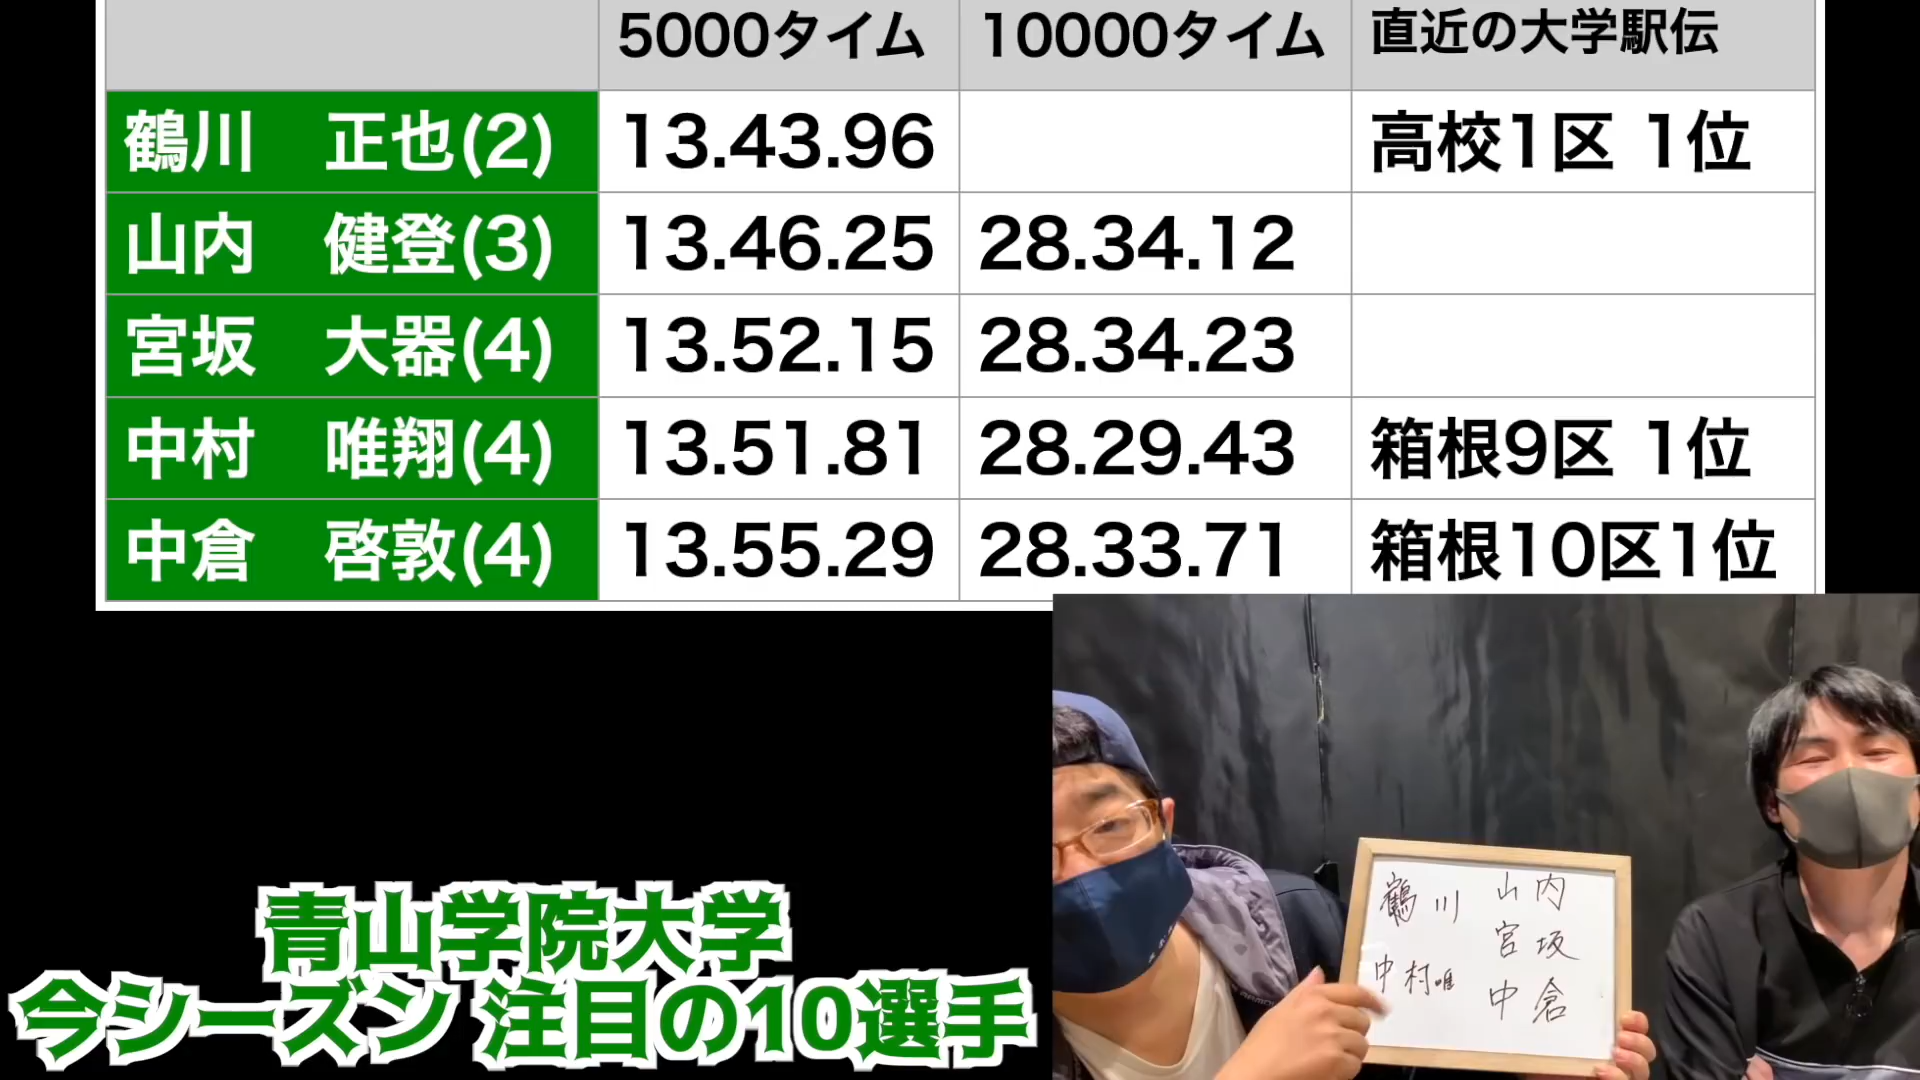 5000タイム 10000タイム 直近の大学駅伝
鶴川 正也(2) 13.43.96 高校1区 1位
山内 健登(3) 13.46.25 28.34.12
宮坂 大器(4) 13.52.15 28.34.23
中村 唯翔(4) 13.51.81 28.29.43 箱根9区 1位
中倉 啓敦(4) 13.55.29 28.33.71 箱根10区1位
鶴川 山内
宮坂
中村唯 中倉
青山学院大学
今シーズン 注目の10選手